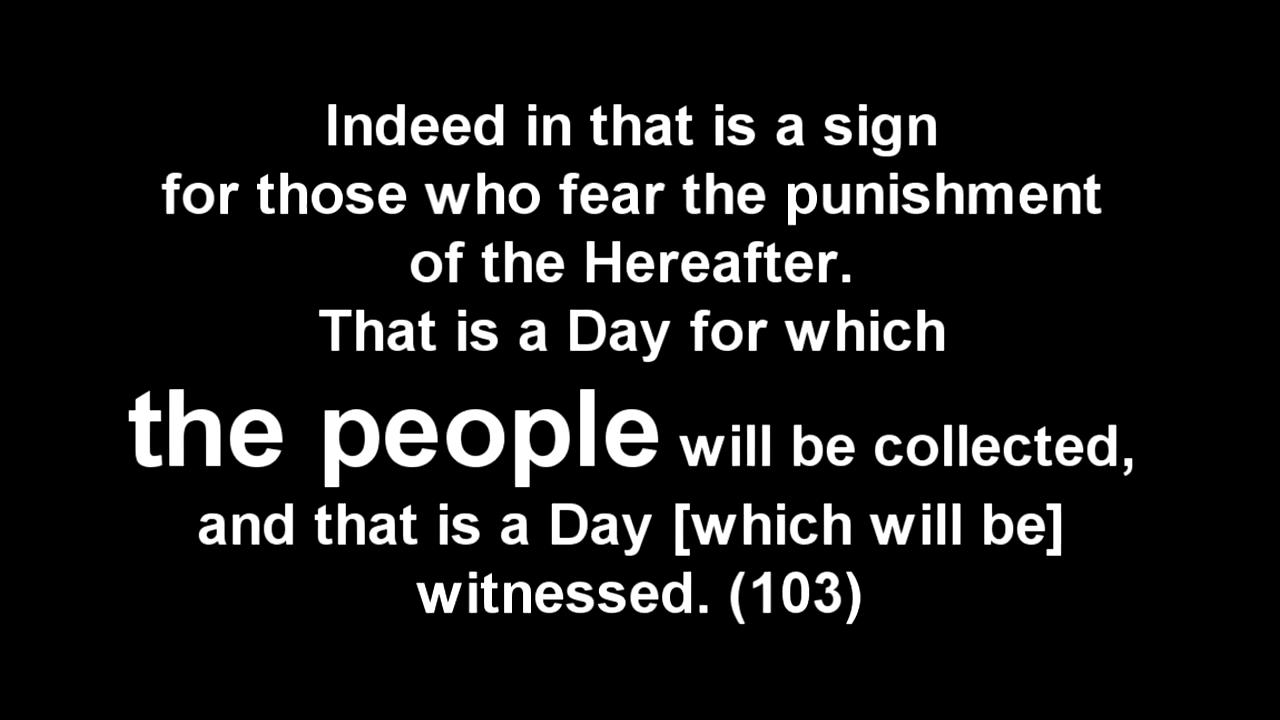 Indeed in that is a sign
for those who fear the punishment
of the Hereafter.
That is a Day for which
the people will be collected,
and that is a Day [which will be]
witnessed. (103)